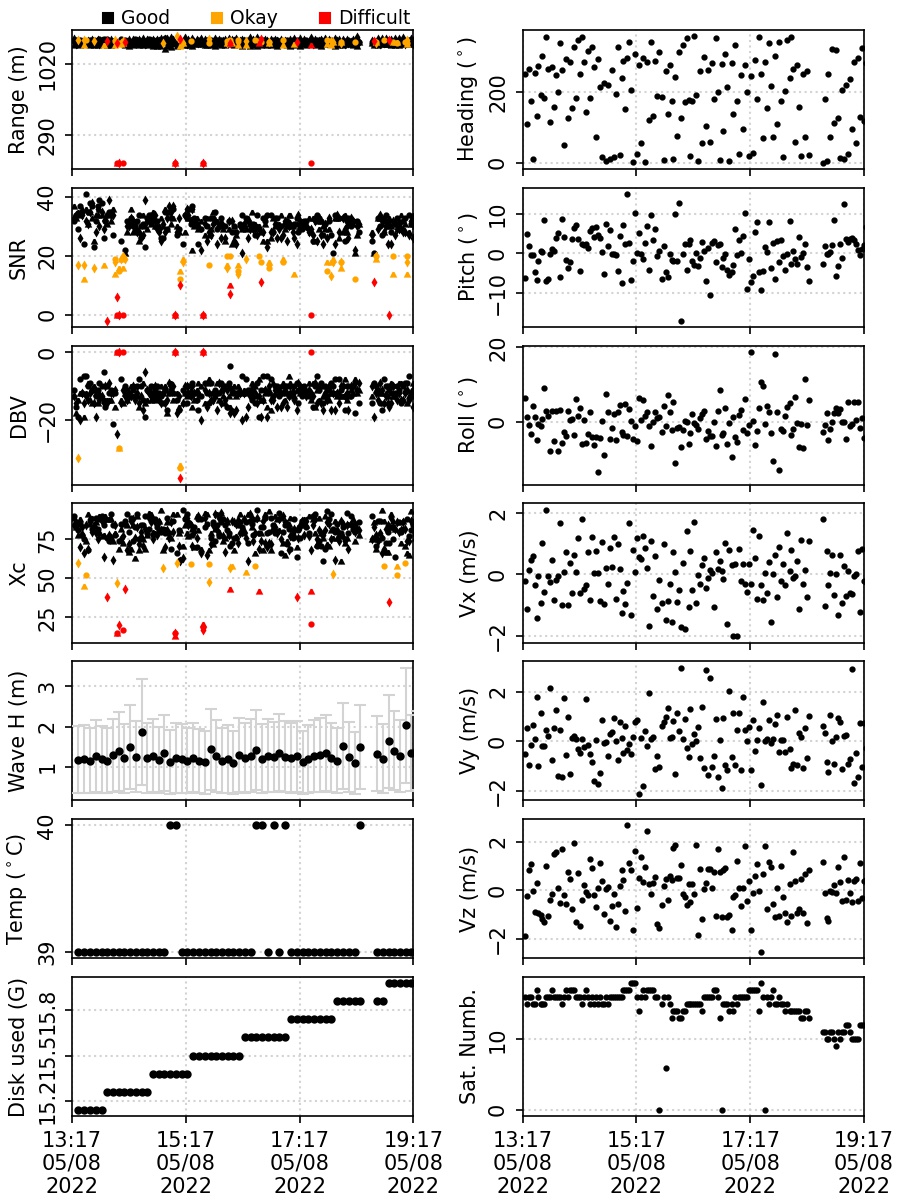 Good Okay Difficult
Range (m)
1020
290
Heading (°)
200
0
SNR
40
20
0
Pitch (°)
10
0
−10
DBV
0
−20
Roll (°)
20
0
Xc
75
50
25
Vx (m/s)
2
0
−2
Wave H (m)
3
2
1
Vy (m/s)
2
0
−2
Temp (°C)
40
39
Vz (m/s)
2
0
−2
Disk used (G)
15.8
15.5
15.2
Sat. Numb.
10
0
13:17 15:17 17:17 19:17
05/08 05/08 05/08 05/08
2022 2022 2022 2022
13:17 15:17 17:17 19:17
05/08 05/08 05/08 05/08
2022 2022 2022 2022